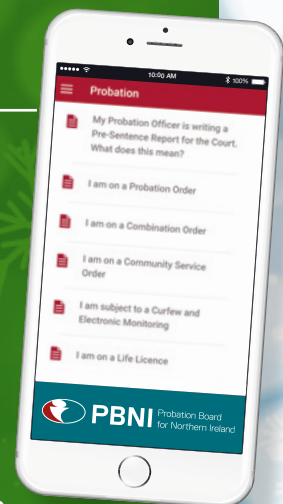 10:00 AM 100%
Probation
My Probation Officer is writing a
Pre-Sentence Report for the Court.
What does this mean?
I am on a Probation Order
I am on a Combination Order
I am on a Community Service
Order
I am subject to a Curfew and
Electronic Monitoring
I am on a Life Licence
PBNI Probation Board
for Northern Ireland